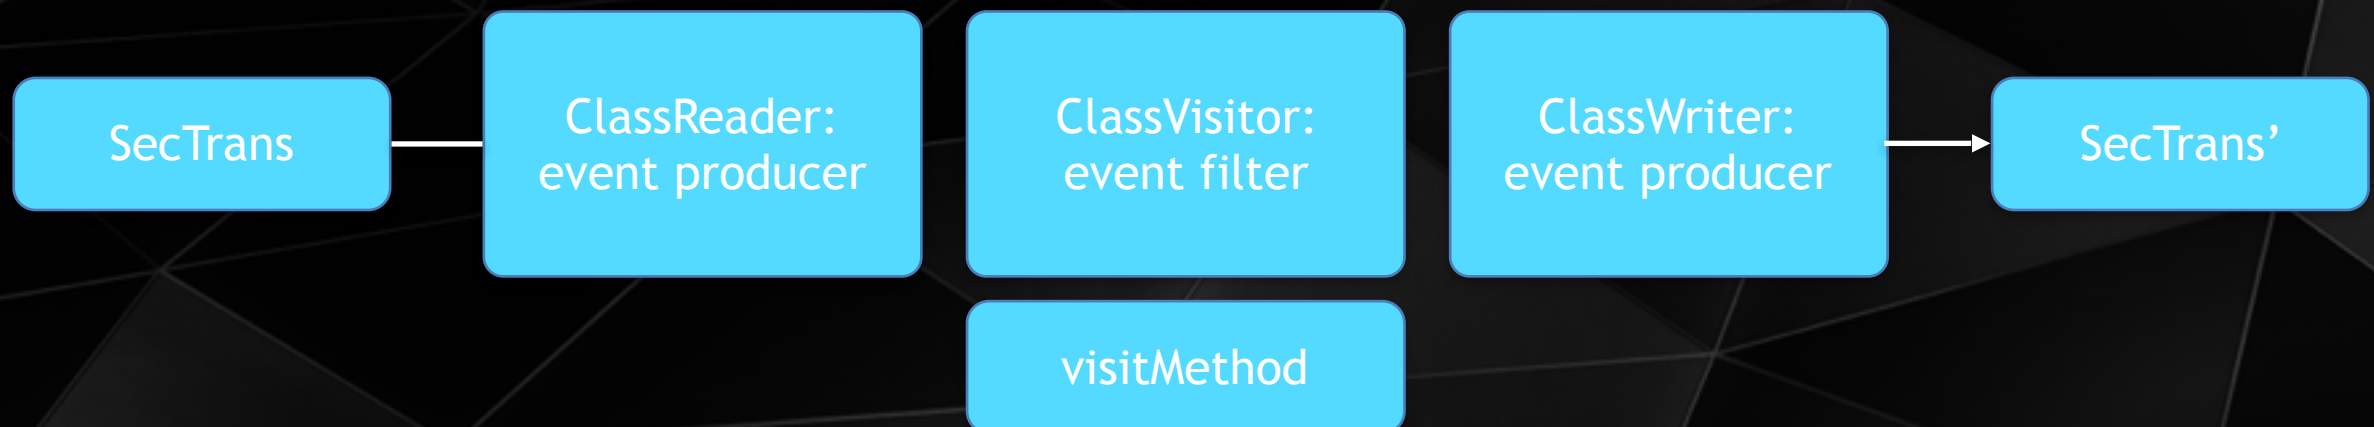 SecTrans
ClassReader:
event producer
ClassVisitor:
event filter
ClassWriter:
event producer
SecTrans’
visitMethod